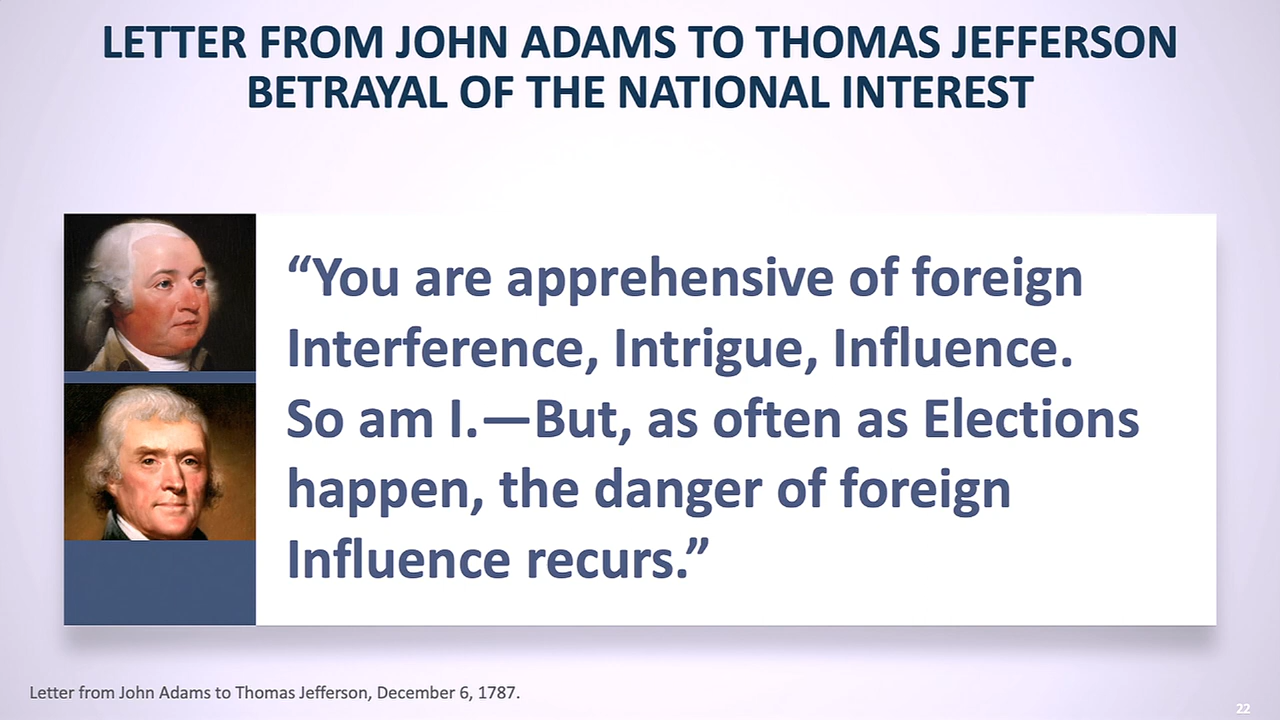 LETTER FROM JOHN ADAMS TO THOMAS JEFFERSON
BETRAYAL OF THE NATIONAL INTEREST
“You are apprehensive of foreign
Interference, Intrigue, Influence.
So am I.—But, as often as Elections
happen, the danger of foreign
Influence recurs.”
Letter from John Adams to Thomas Jefferson, December 6, 1787.
22